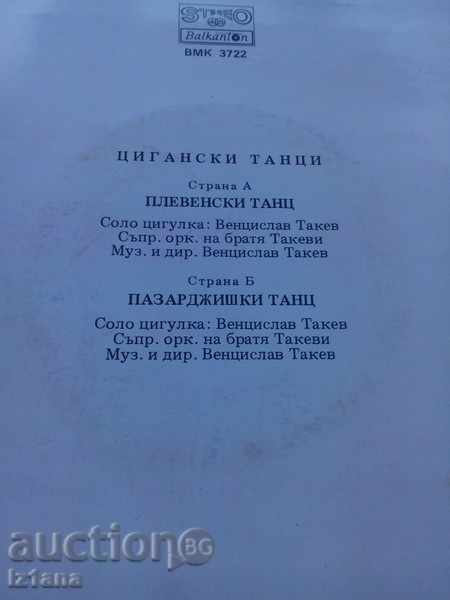 STEREO
Balkanton
ВМК 3722
ЦИГАНСКИ ТАНЦИ
Страна А
ПЛЕВЕНСКИ ТАНЦ
Соло цигулка: Венцислав Такев
Съпр. орк. на братя Такеви
Муз. и дир. Венцислав Такев
Страна Б
ПАЗАРДЖИШКИ ТАНЦ
Соло цигулка: Венцислав Такев
Съпр. орк. на братя Такеви
Муз. и дир. Венцислав Такев
auction BG
iz1ana